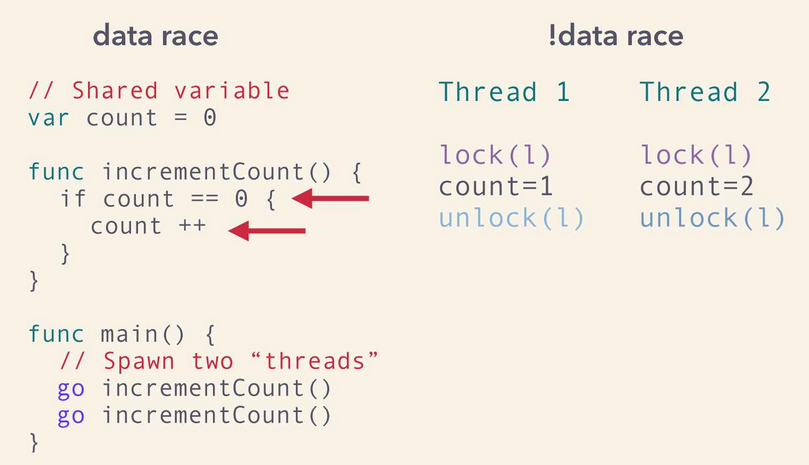 data race
// Shared variable
var count = 0
func incrementCount() {
if count == 0 {
count ++
}
}
func main() {
// Spawn two “threads”
go incrementCount()
go incrementCount()
}
!data race
Thread 1
lock(l)
count=1
unlock(l)
Thread 2
lock(l)
count=2
unlock(l)